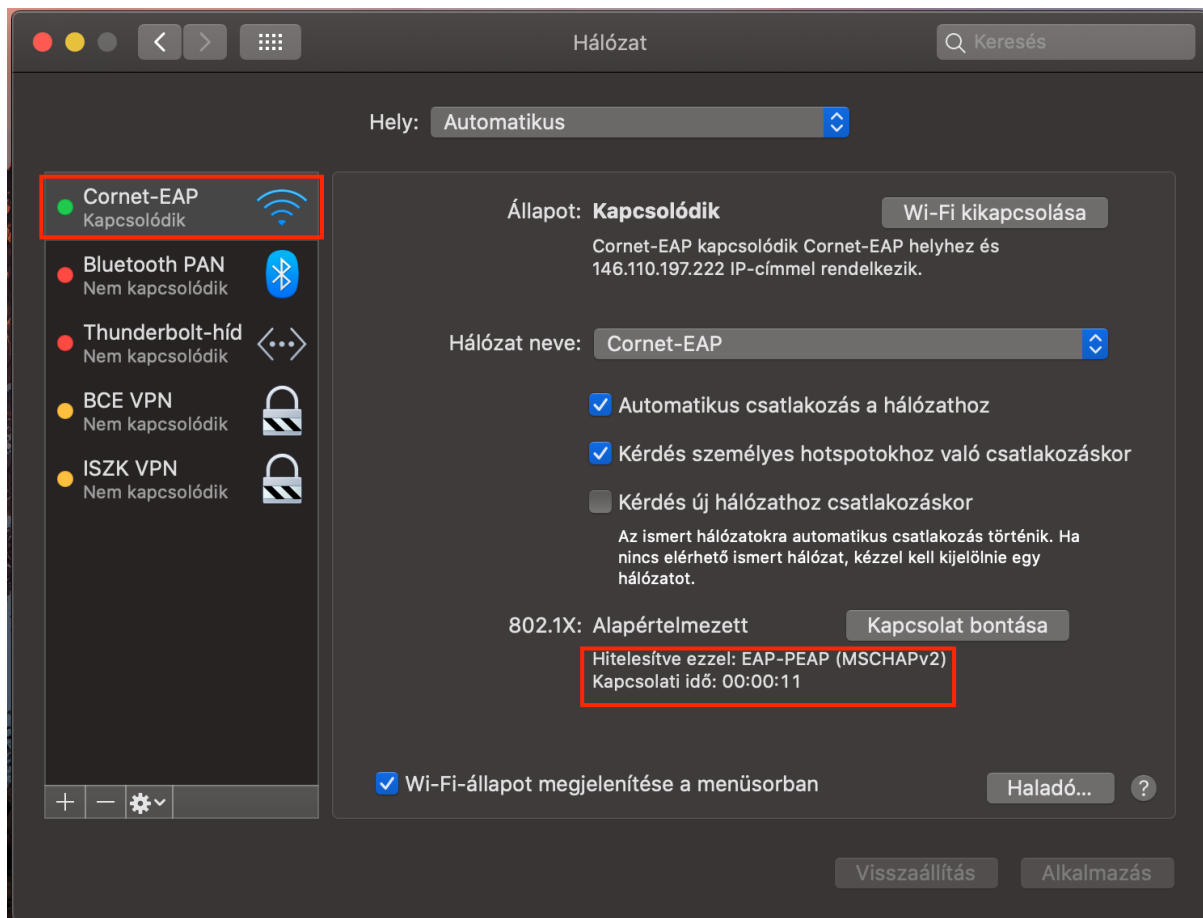 Hálózat
Keresés
Hely: Automatikus
Cornet-EAP
Kapcsolódik
Bluetooth PAN
Nem kapcsolódik
Thunderbolt-híd
Nem kapcsolódik
BCE VPN
Nem kapcsolódik
ISZK VPN
Nem kapcsolódik
Állapot: Kapcsolódik
Wi-Fi kikapcsolása
Cornet-EAP kapcsolódik Cornet-EAP helyhez és
146.110.197.222 IP-címmel rendelkezik.
Hálózat neve: Cornet-EAP
Automatikus csatlakozás a hálózathoz
Kérdés személyes hotspotokhoz való csatlakozáskor
Kérdés új hálózathoz csatlakozáskor
Az ismert hálózatokra automatikus csatlakozás történik. Ha
nincs elérhető ismert hálózat, kézzel kell kijelölnie egy
hálózatot.
802.1X: Alapértelmezett
Kapcsolat bontása
Hitelesítve ezzel: EAP-PEAP (MSCHAPv2)
Kapcsolati idő: 00:00:11
Wi-Fi-állapot megjelenítése a menüsorban
Haladó...
?
Visszaállítás
Alkalmazás